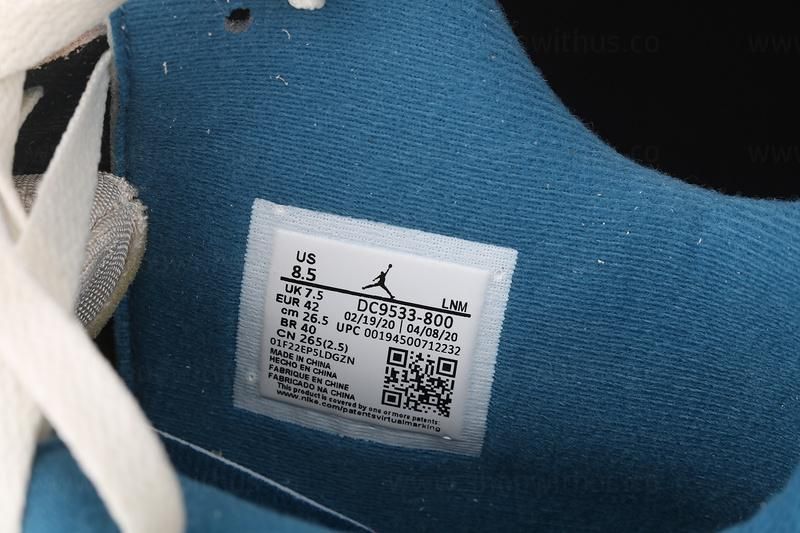 US
8.5
UK 7.5
EUR 42
cm 26.5
BR 40
CN 265(2.5)
LNM
DC9533-800
02/19/20 | 04/08/20
UPC 00194500712232
01F22EP5LDGZN
MADE IN CHINA
HECHO EN CHINA
FABRIQUE EN CHINE
FABRICADO NA CHINA
This product is covered by one or more patents:
www.nike.com/patentsvirtualmarking